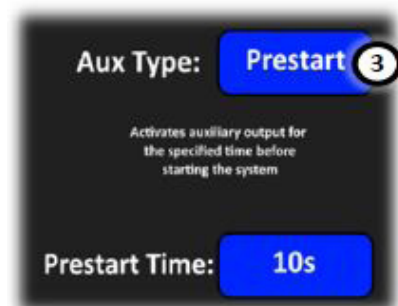 Aux Type: Prestart 3
Activates auxiliary output for
the specified time before
starting the system
Prestart Time: 10s